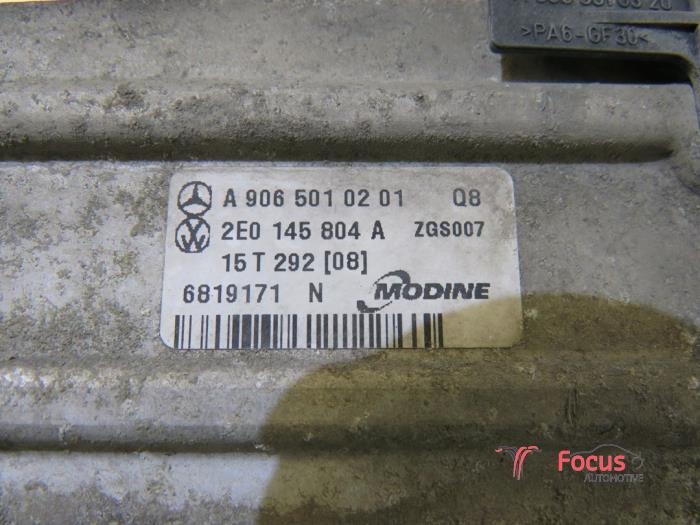 >PA6-GF30<
A 906 501 02 01 Q8
2E0 145 804 A ZGS007
15 T 292 [08]
6819171 N MODINE
Focus
AUTOMOTIVE